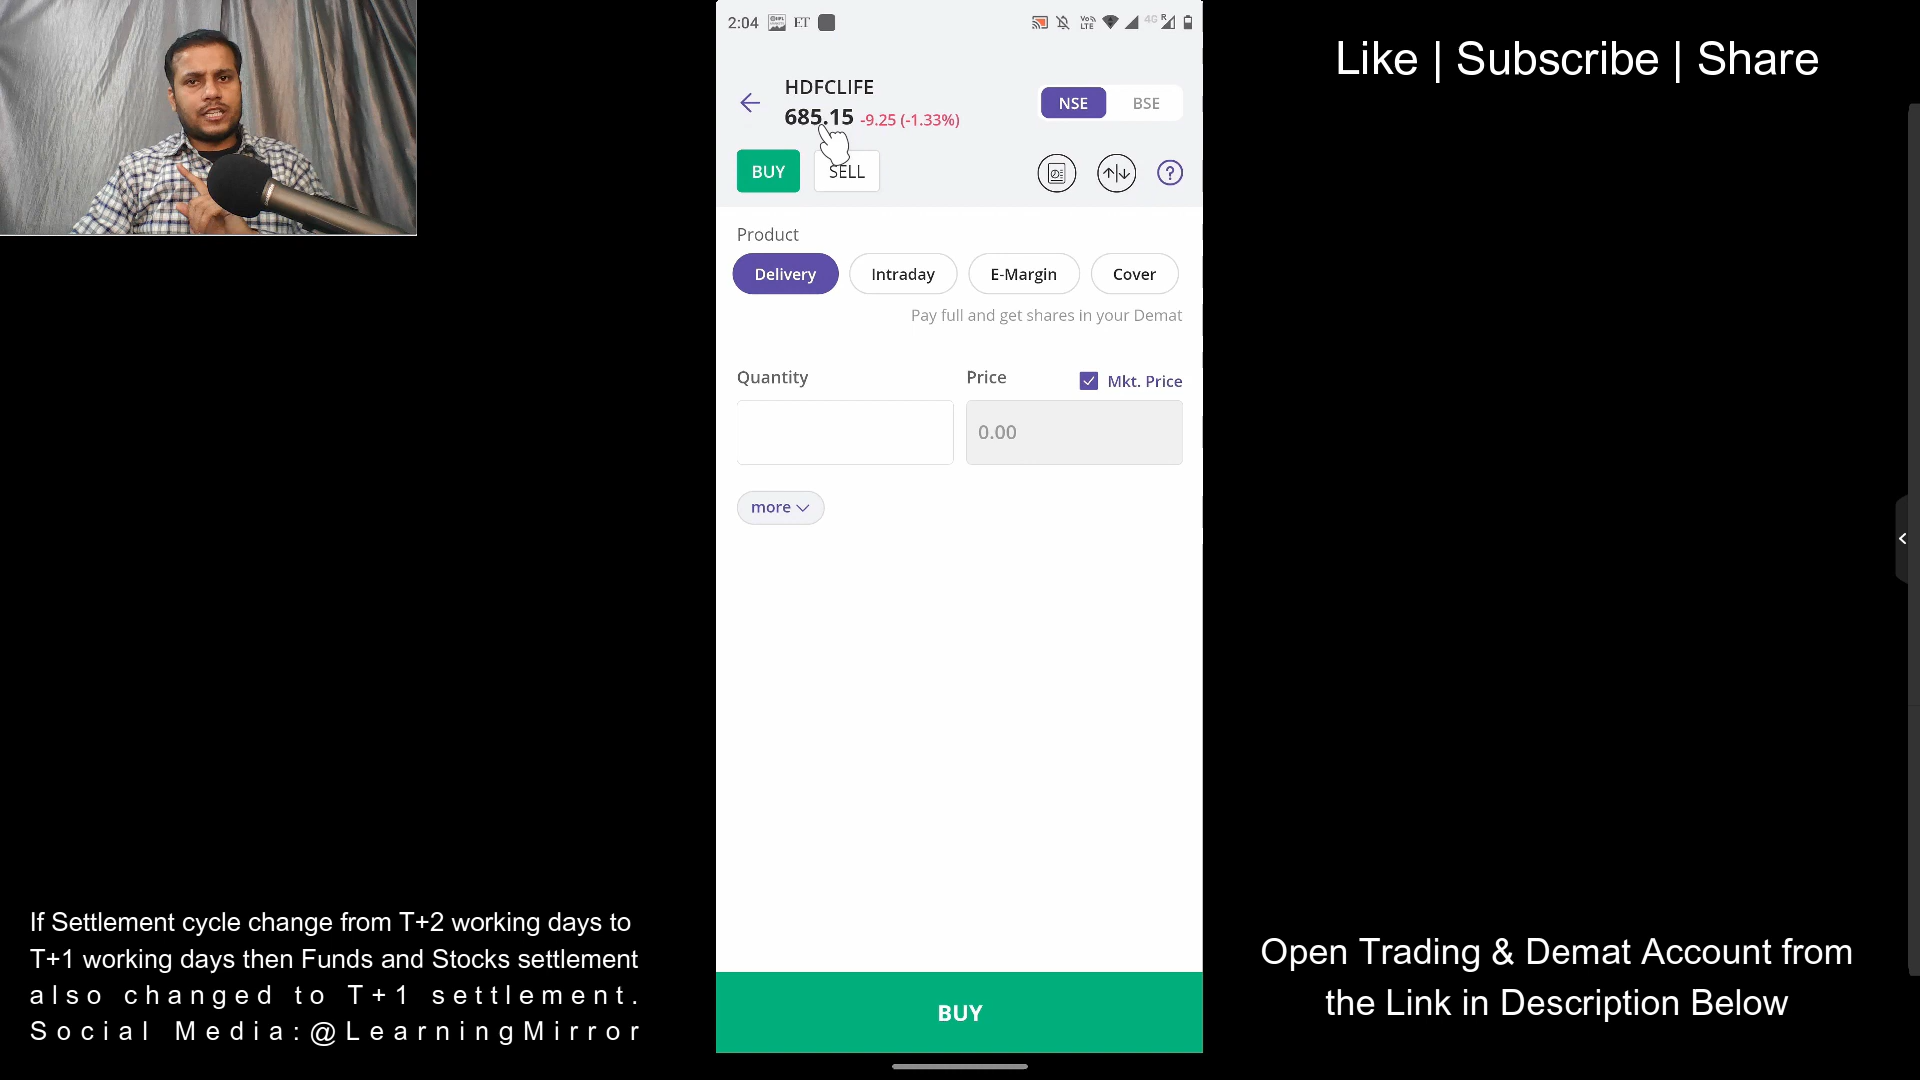 Like | Subscribe | Share
2:04 ET
4G R
HDFCLIFE
685.15 -9.25 (-1.33%)
NSE BSE
BUY SELL
Product
Delivery Intraday E-Margin Cover
Pay full and get shares in your Demat
Quantity Price Mkt. Price
0.00
more
BUY
If Settlement cycle change from T+2 working days to
T+1 working days then Funds and Stocks settlement
also changed to T+1 settlement.
Social Media:@LearningMirror
Open Trading & Demat Account from
the Link in Description Below